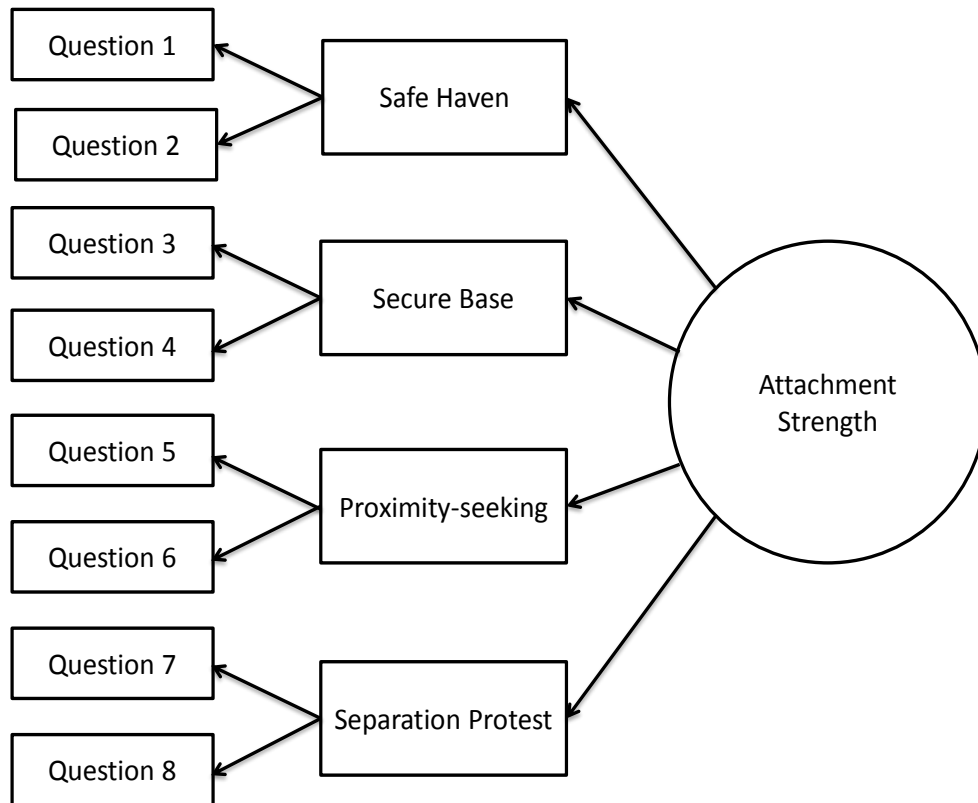 Question 1
Question 2
Safe Haven
Question 3
Question 4
Secure Base
Question 5
Question 6
Proximity-seeking
Question 7
Question 8
Separation Protest
Attachment
Strength